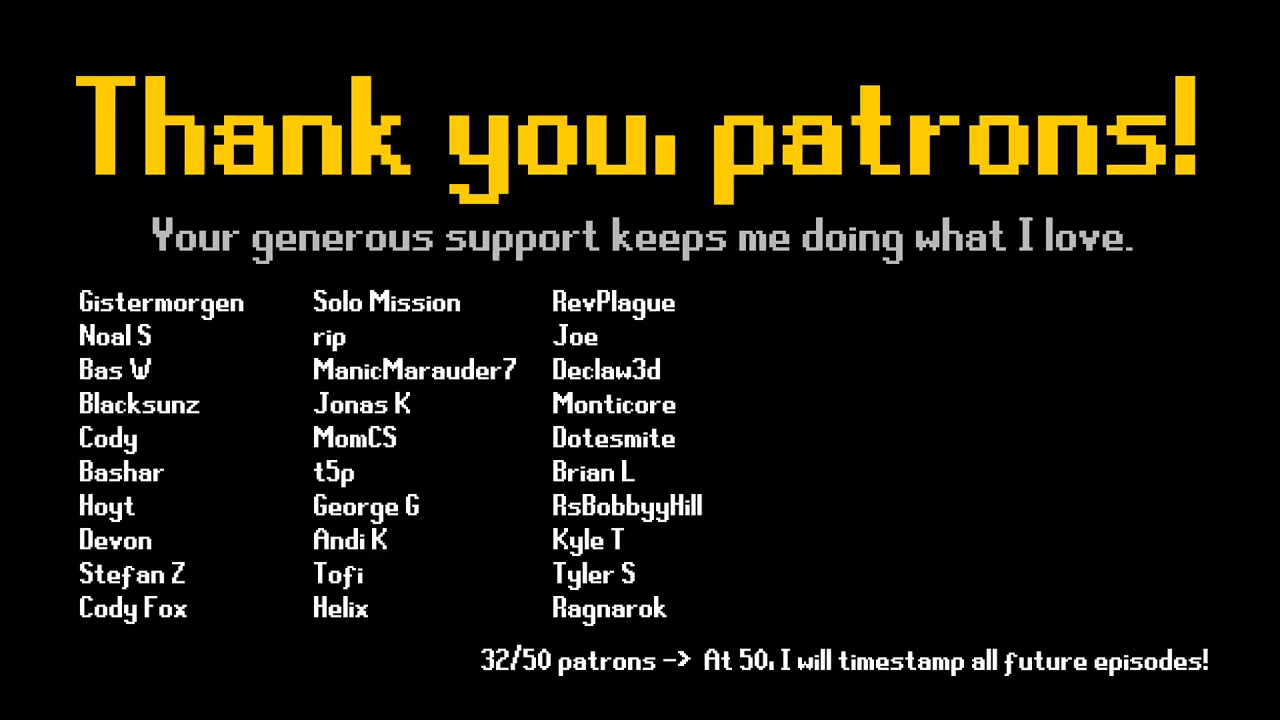 Thank you, patrons!
Your generous support keeps me doing what I love.
Gistermorgen
Noal S
Bas W
Blacksunz
Cody
Bashar
Hoyt
Devon
Stefan Z
Cody Fox
Solo Mission
rip
ManicMarauder7
Jonas K
MomCS
t5p
George G
Andi K
Tofi
Helix
RevPlague
Joe
Declaw3d
Monticore
Dotesmite
Brian L
RsBobbyyHill
Kyle T
Tyler S
Ragnarok
32/50 patrons -> At 50, I will timestamp all future episodes!